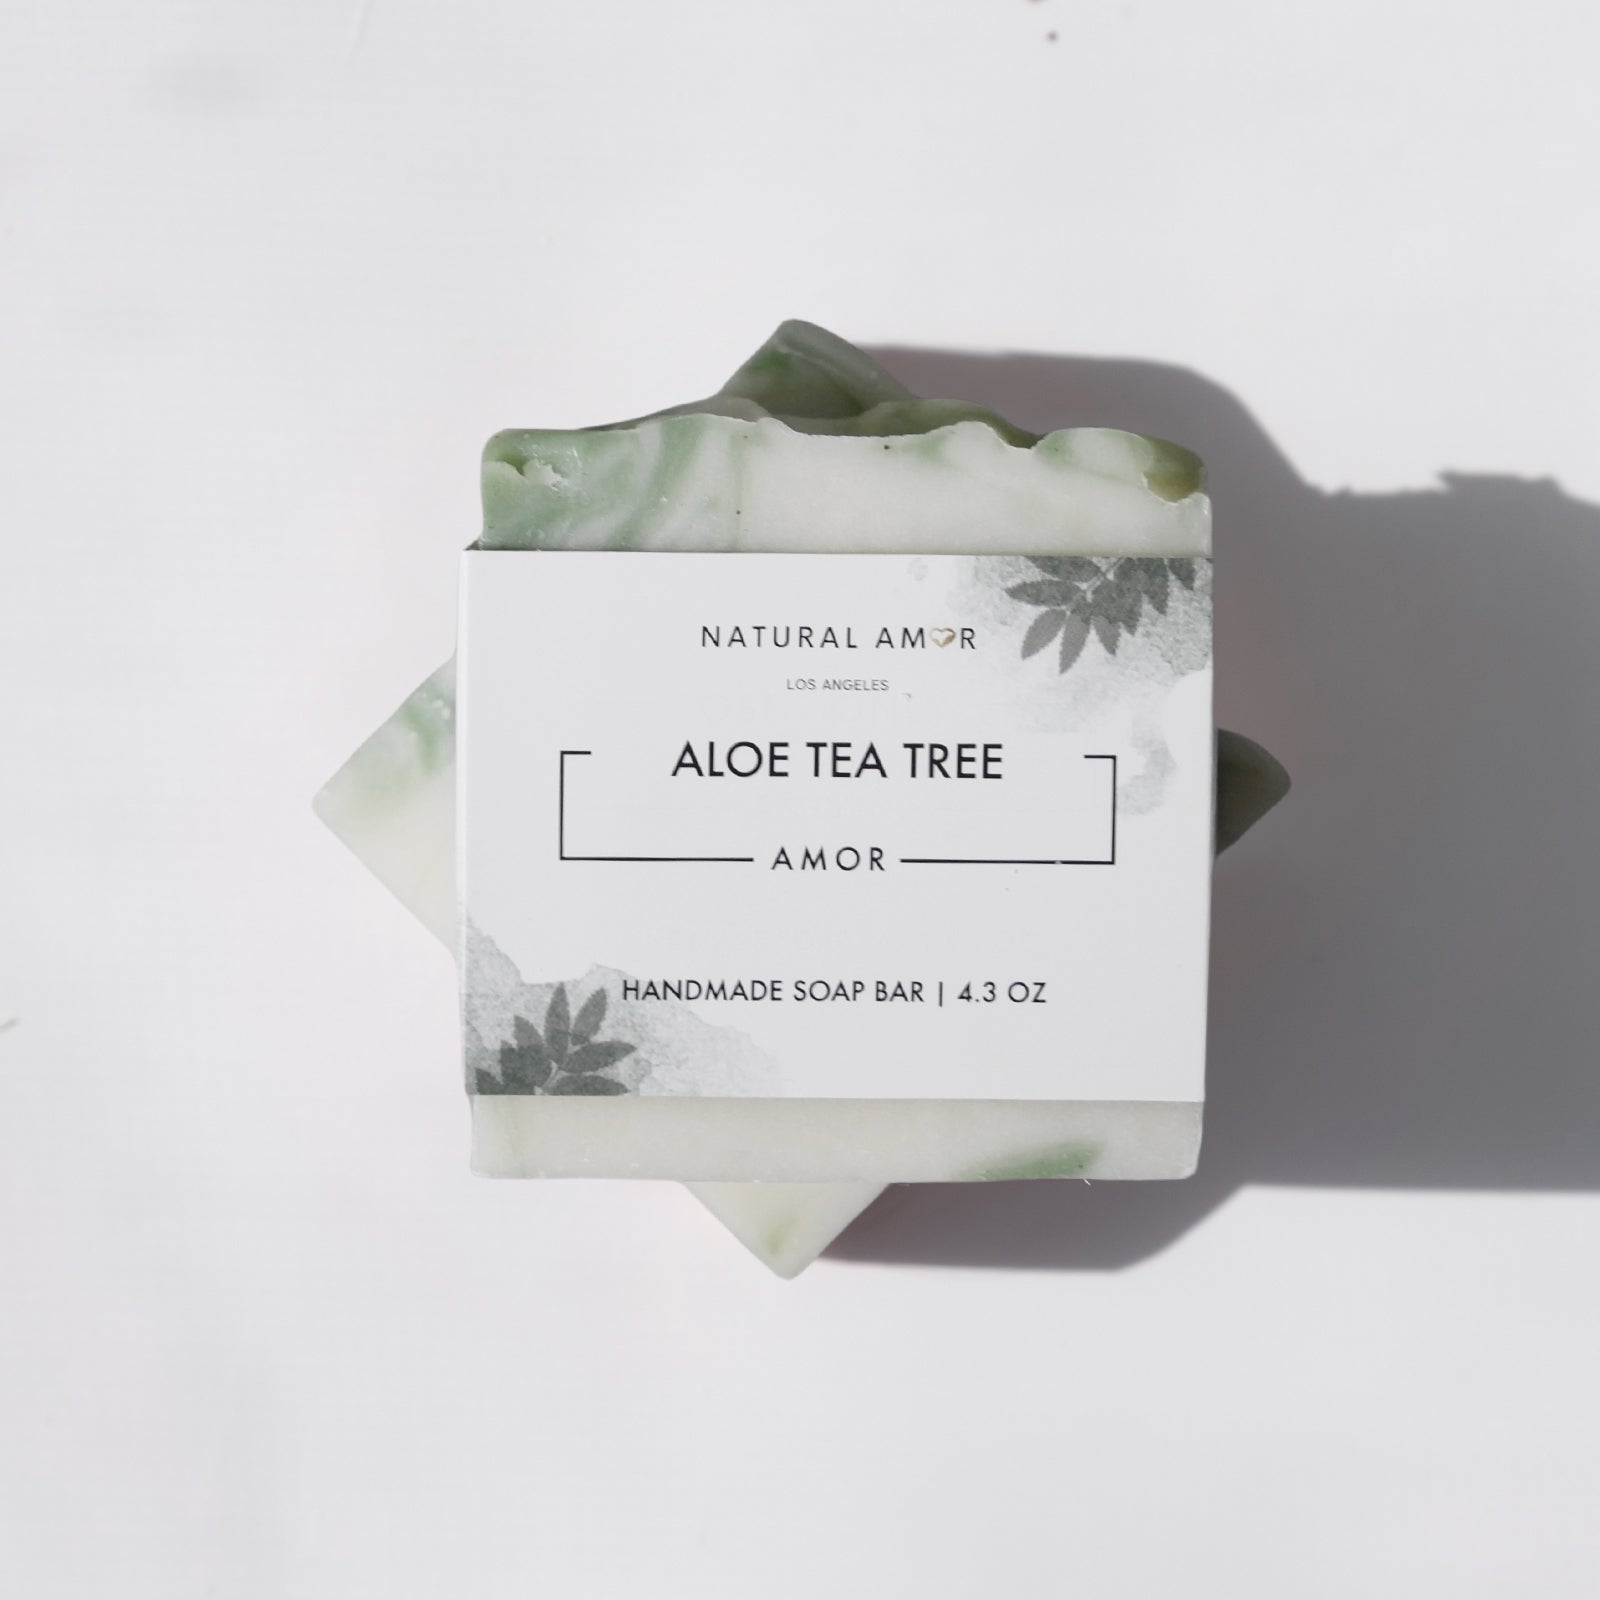 NATURAL AMOR
LOS ANGELES
ALOE TEA TREE
AMOR
HANDMADE SOAP BAR | 4.3 OZ